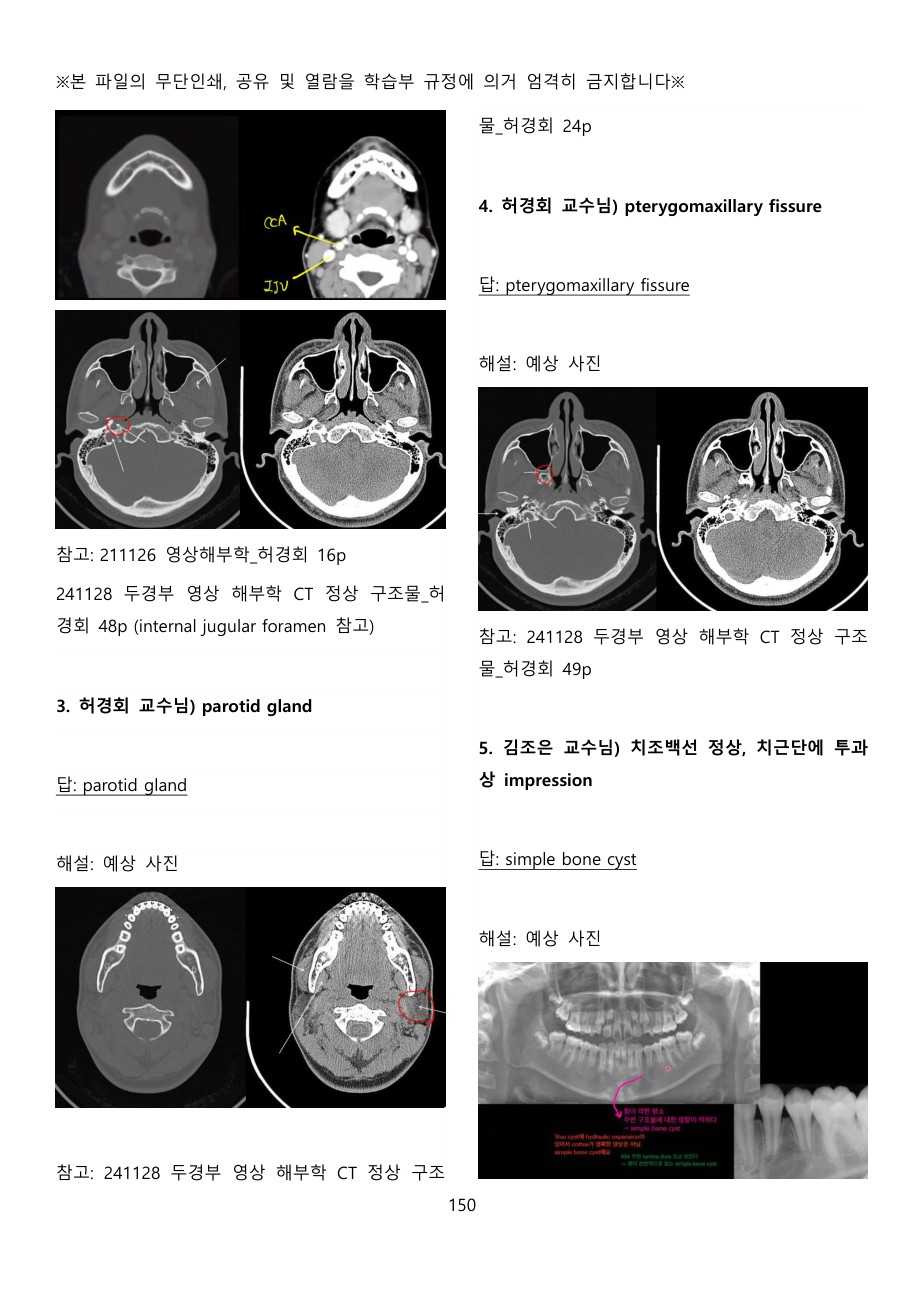 ※본 파일의 무단인쇄, 공유 및 열람을 학습부 규정에 의거 엄격히 금지합니다※
CCA
IJV
참고: 211126 영상해부학_허경회 16p
241128 두경부 영상 해부학 CT 정상 구조물_허
경회 48p (internal jugular foramen 참고)
3. 허경회 교수님) parotid gland
답: parotid gland
해설: 예상 사진
참고: 241128 두경부 영상 해부학 CT 정상 구조
물_허경회 24p
4. 허경회 교수님) pterygomaxillary fissure
답: pterygomaxillary fissure
해설: 예상 사진
참고: 241128 두경부 영상 해부학 CT 정상 구조
물_허경회 49p
5. 김조은 교수님) 치조백선 정상, 치근단에 투과
상 impression
답: simple bone cyst
해설: 예상 사진
simple bone cyst
150